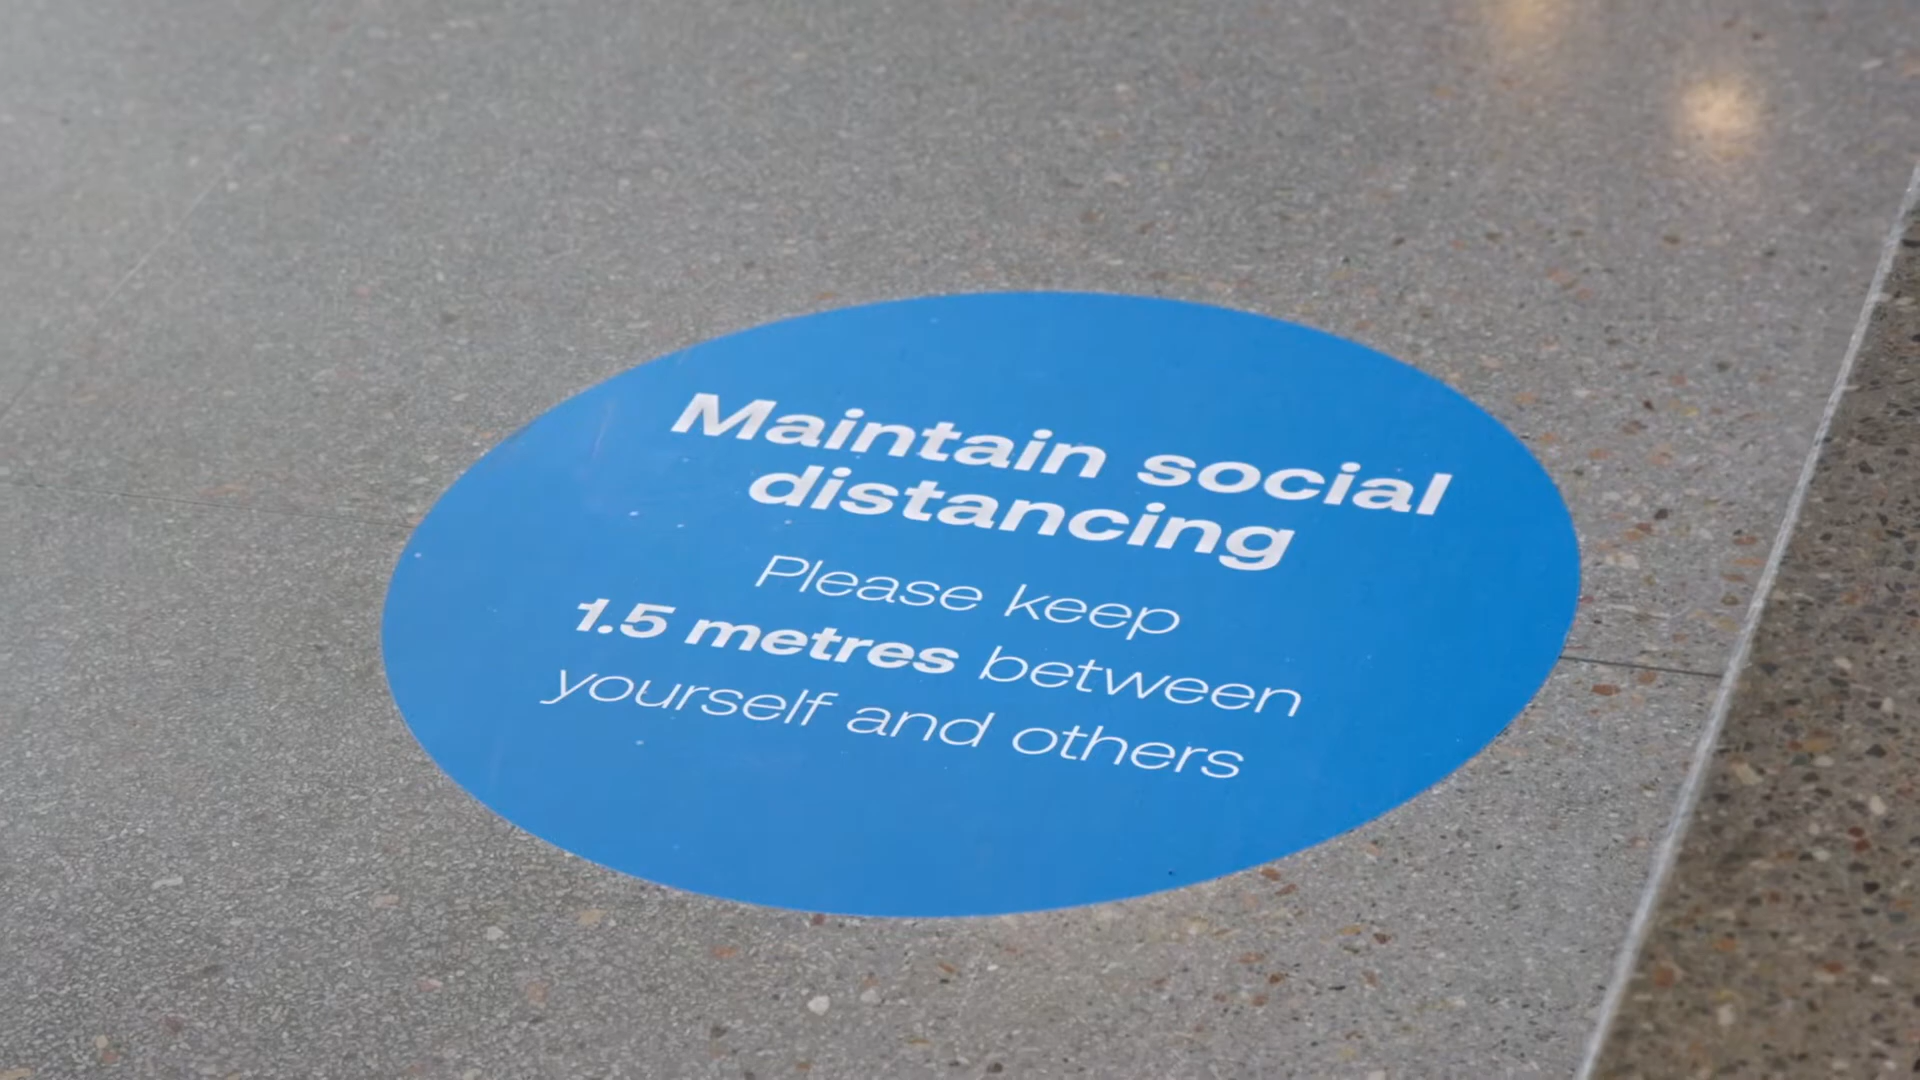 Maintain social
distancing
Please keep
1.5 metres between
yourself and others